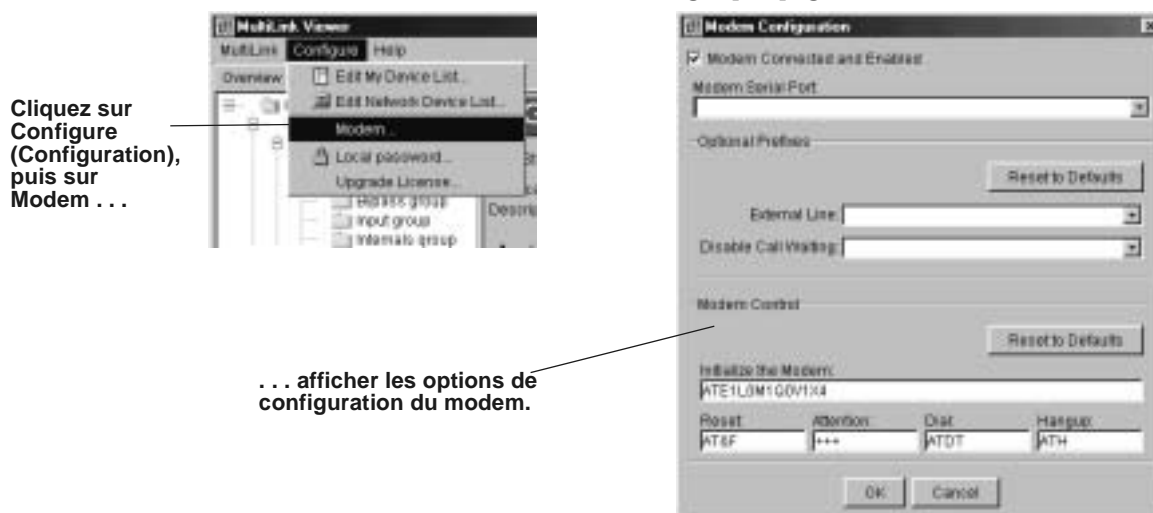 MultiLink Viewer
MultiLink Configure Help
Overview
Edit My Device List...
Edit Network Device List...
Modem...
Local password...
Upgrade License...
Bypass group
Input group
Internals group
Cliquez sur
Configure
(Configuration),
puis sur
Modem . . .
. . . afficher les options de
configuration du modem.
Modem Configuration
Modem Connected and Enabled
Modem Serial Port:
Optional Prefixes
Reset to Defaults
External Line:
Disable Call Waiting:
Modem Control
Reset to Defaults
Initialize the Modem:
ATE1L0M1Q0V1X4
Reset: Attention: Dial: Hangup:
AT&F +++ ATDT ATH
OK Cancel